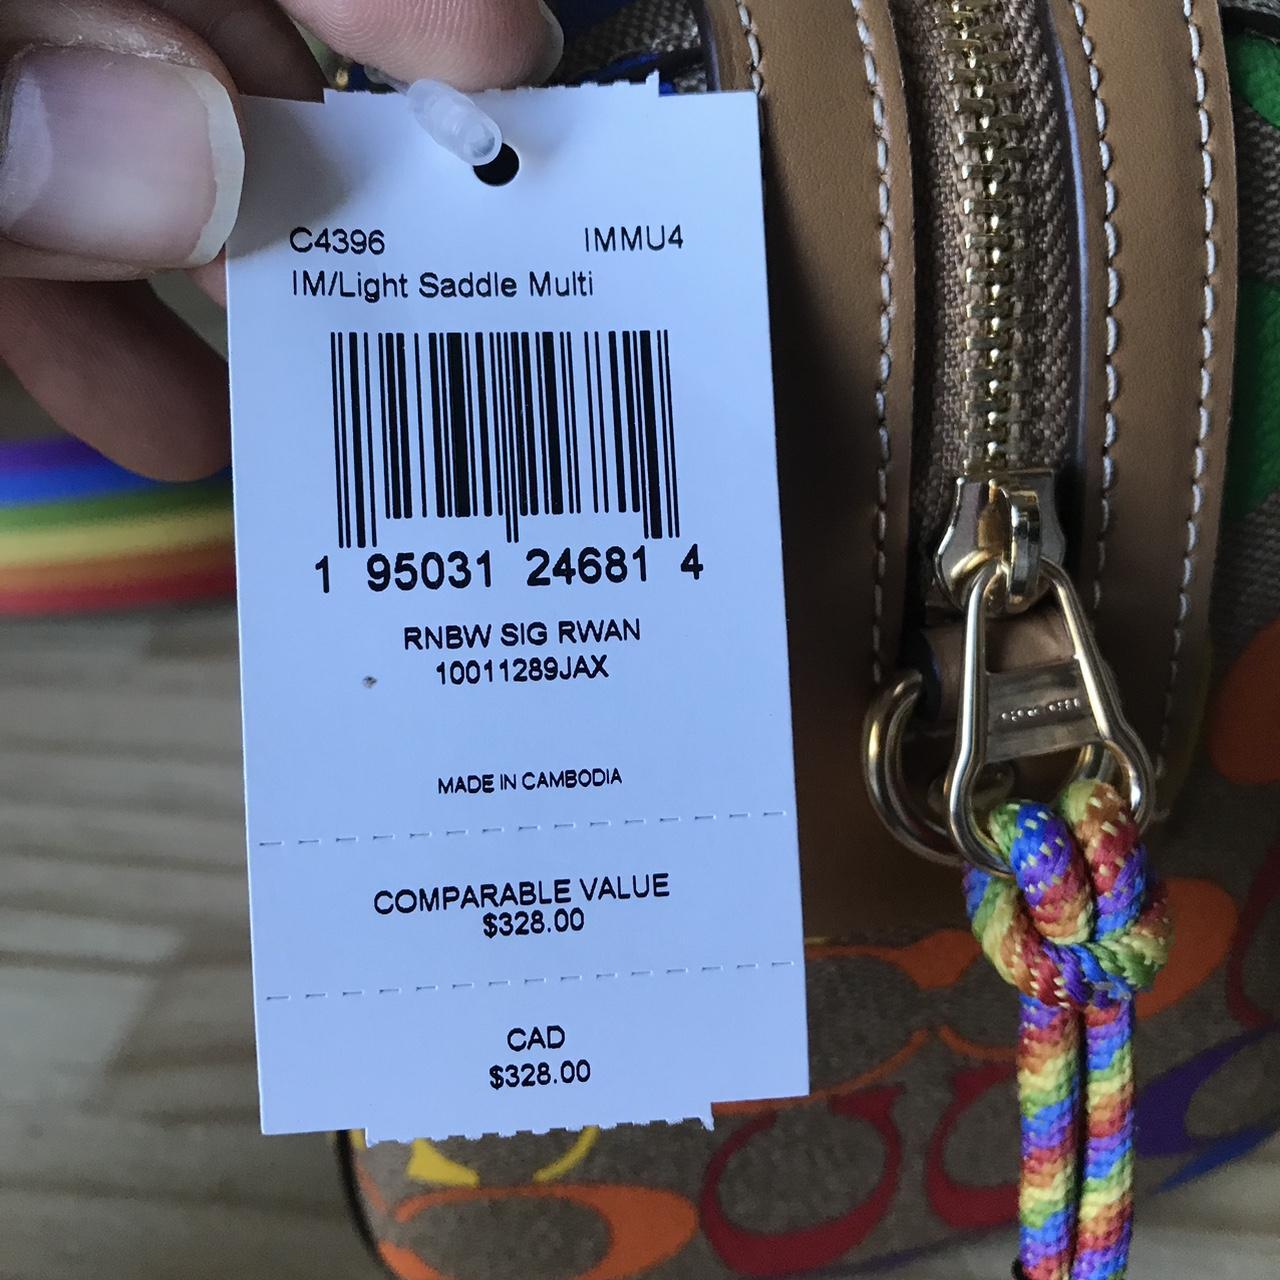 C4396 IMMU4
IM/Light Saddle Multi
1 95031 24681 4
RNBW SIG RWAN
10011289JAX
MADE IN CAMBODIA
COMPARABLE VALUE
$328.00
CAD
$328.00